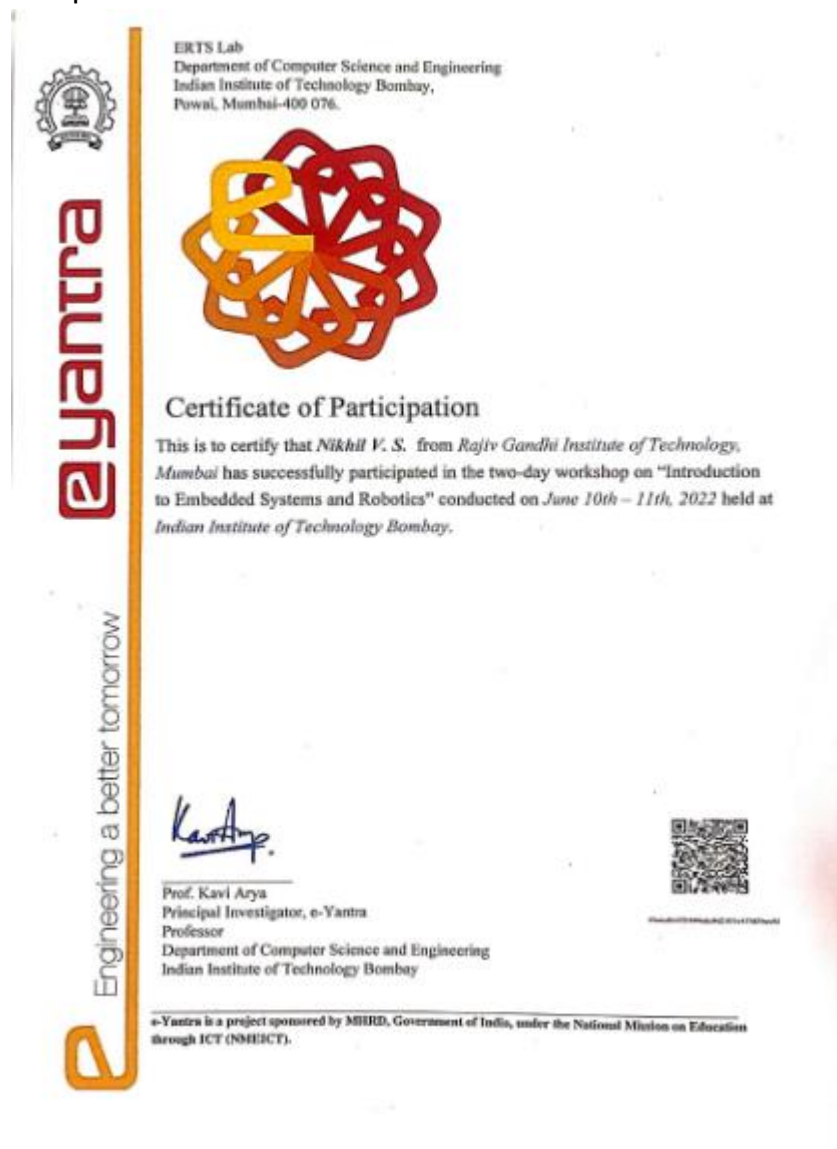 ERTS Lab
Department of Computer Science and Engineering
Indian Institute of Technology Bombay,
Powai, Mumbai-400 076.
e yantra
Engineering a better tomorrow
Certificate of Participation
This is to certify that Nikhil V. S. from Rajiv Gandhi Institute of Technology,
Mumbai has successfully participated in the two-day workshop on “Introduction
to Embedded Systems and Robotics” conducted on June 10th – 11th, 2022 held at
Indian Institute of Technology Bombay.
Kavi Arya.
Prof. Kavi Arya
Principal Investigator, e-Yantra
Professor
Department of Computer Science and Engineering
Indian Institute of Technology Bombay
e-Yantra is a project sponsored by MHRD, Government of India, under the National Mission on Education
through ICT (NMEICT).